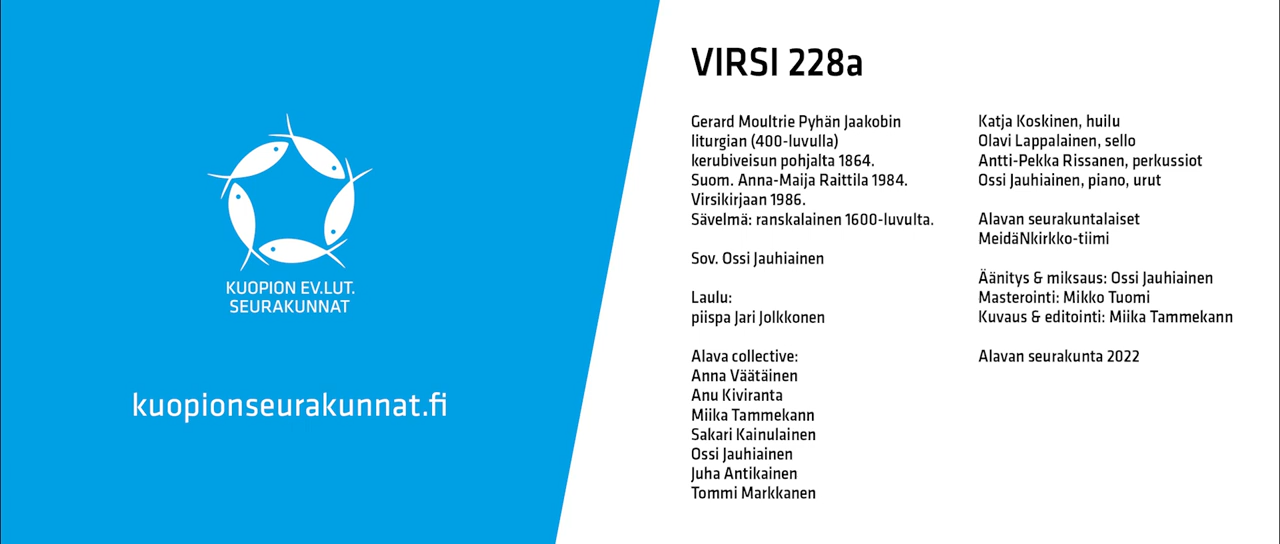 KUOPION EV.LUT.
SEURAKUNNAT
kuopionseurakunnat.fi
VIRSI 228a
Gerard Moultrie Pyhän Jaakobin
liturgian (400-luvulla)
kerubiveisun pohjalta 1864.
Suom. Anna-Maija Raittila 1984.
Virsikirjaan 1986.
Sävelmä: ranskalainen 1600-luvulta.
Sov. Ossi Jauhiainen
Laulu:
piispa Jari Jolkkonen
Alava collective:
Anna Väätäinen
Anu Kiviranta
Miika Tammekann
Sakari Kainulainen
Ossi Jauhiainen
Juha Antikainen
Tommi Markkanen
Katja Koskinen, huilu
Olavi Lappalainen, sello
Antti-Pekka Rissanen, perkussiot
Ossi Jauhiainen, piano, urut
Alavan seurakuntalaiset
MeidäNkirkko-tiimi
Äänitys & miksaus: Ossi Jauhiainen
Masterointi: Mikko Tuomi
Kuvaus & editointi: Miika Tammekann
Alavan seurakunta 2022